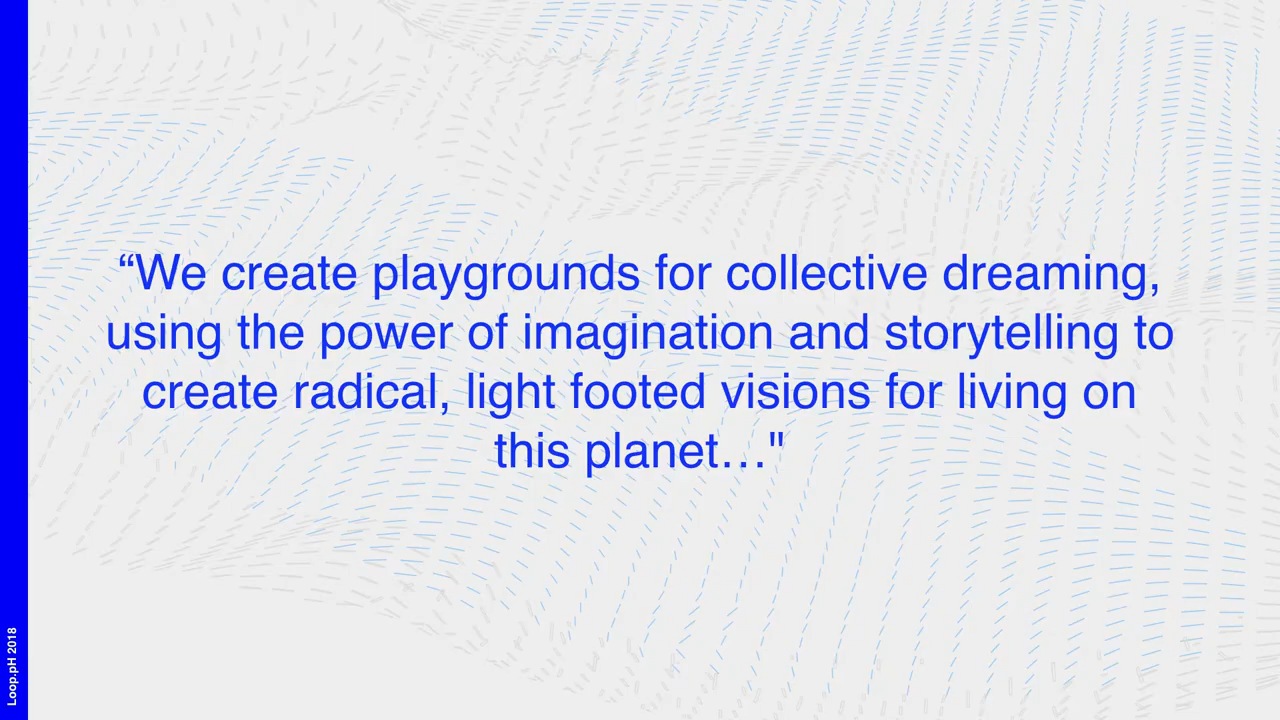 “We create playgrounds for collective dreaming,
using the power of imagination and storytelling to
create radical, light footed visions for living on
this planet…"
Loop.pH 2018